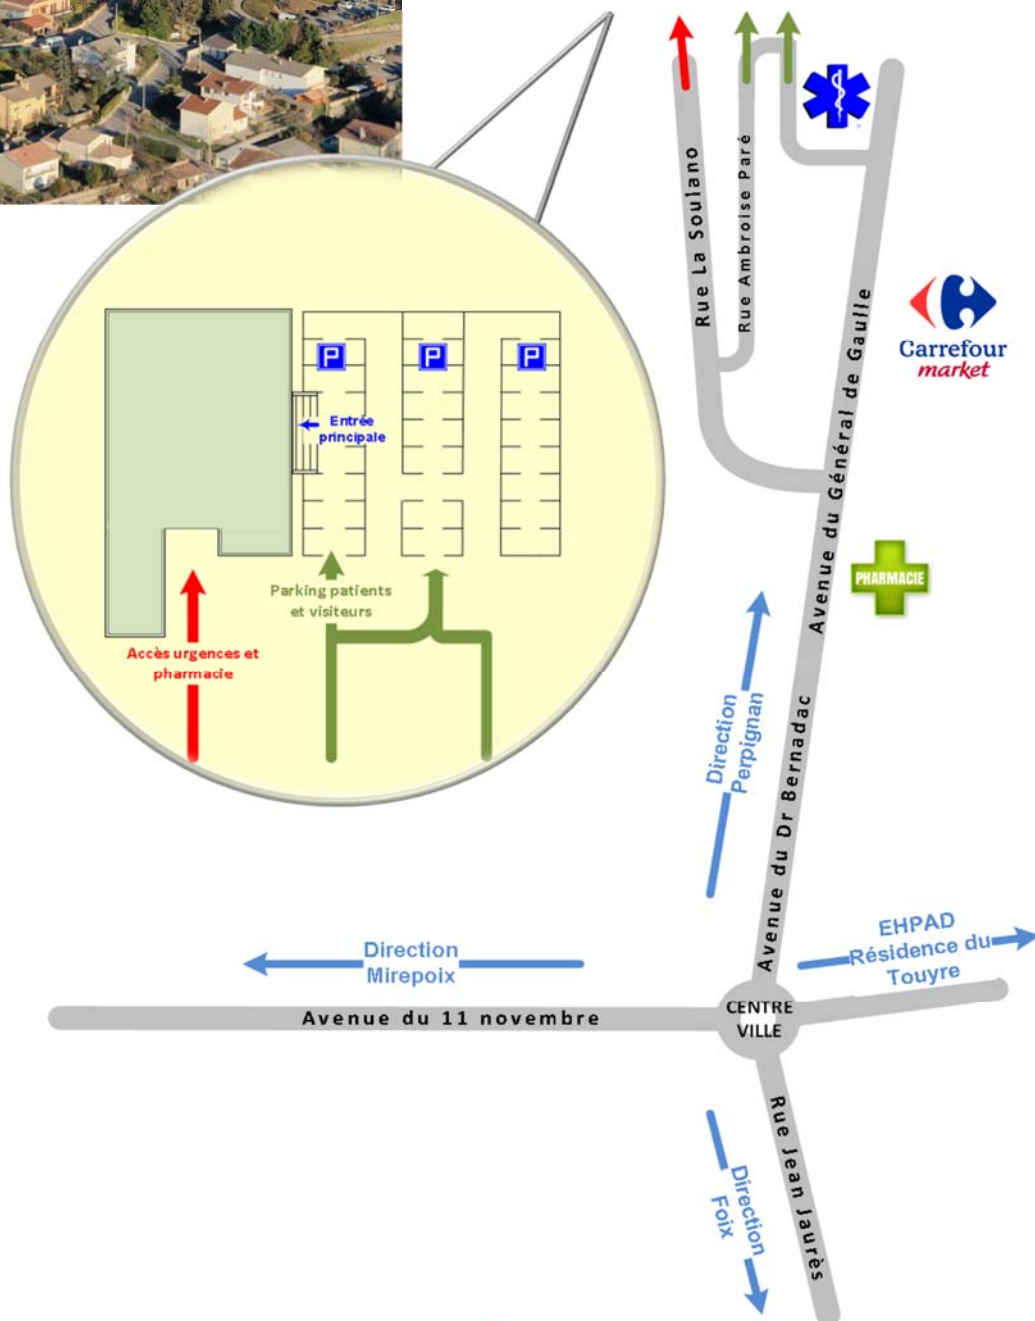 Rue La Soulano
Rue Ambroise Paré
Avenue du Général de Gaulle
Carrefour
market
P
P
P
Entrée
principale
PHARMACIE
Parking patients
et visiteurs
Accès urgences et
pharmacie
Direction
Perpignan
Avenue du Dr Bernadac
EHPAD
Résidence du
Touyre
Direction
Mirepoix
CENTRE
VILLE
Avenue du 11 novembre
Rue Jean Jaurès
Direction
Foix